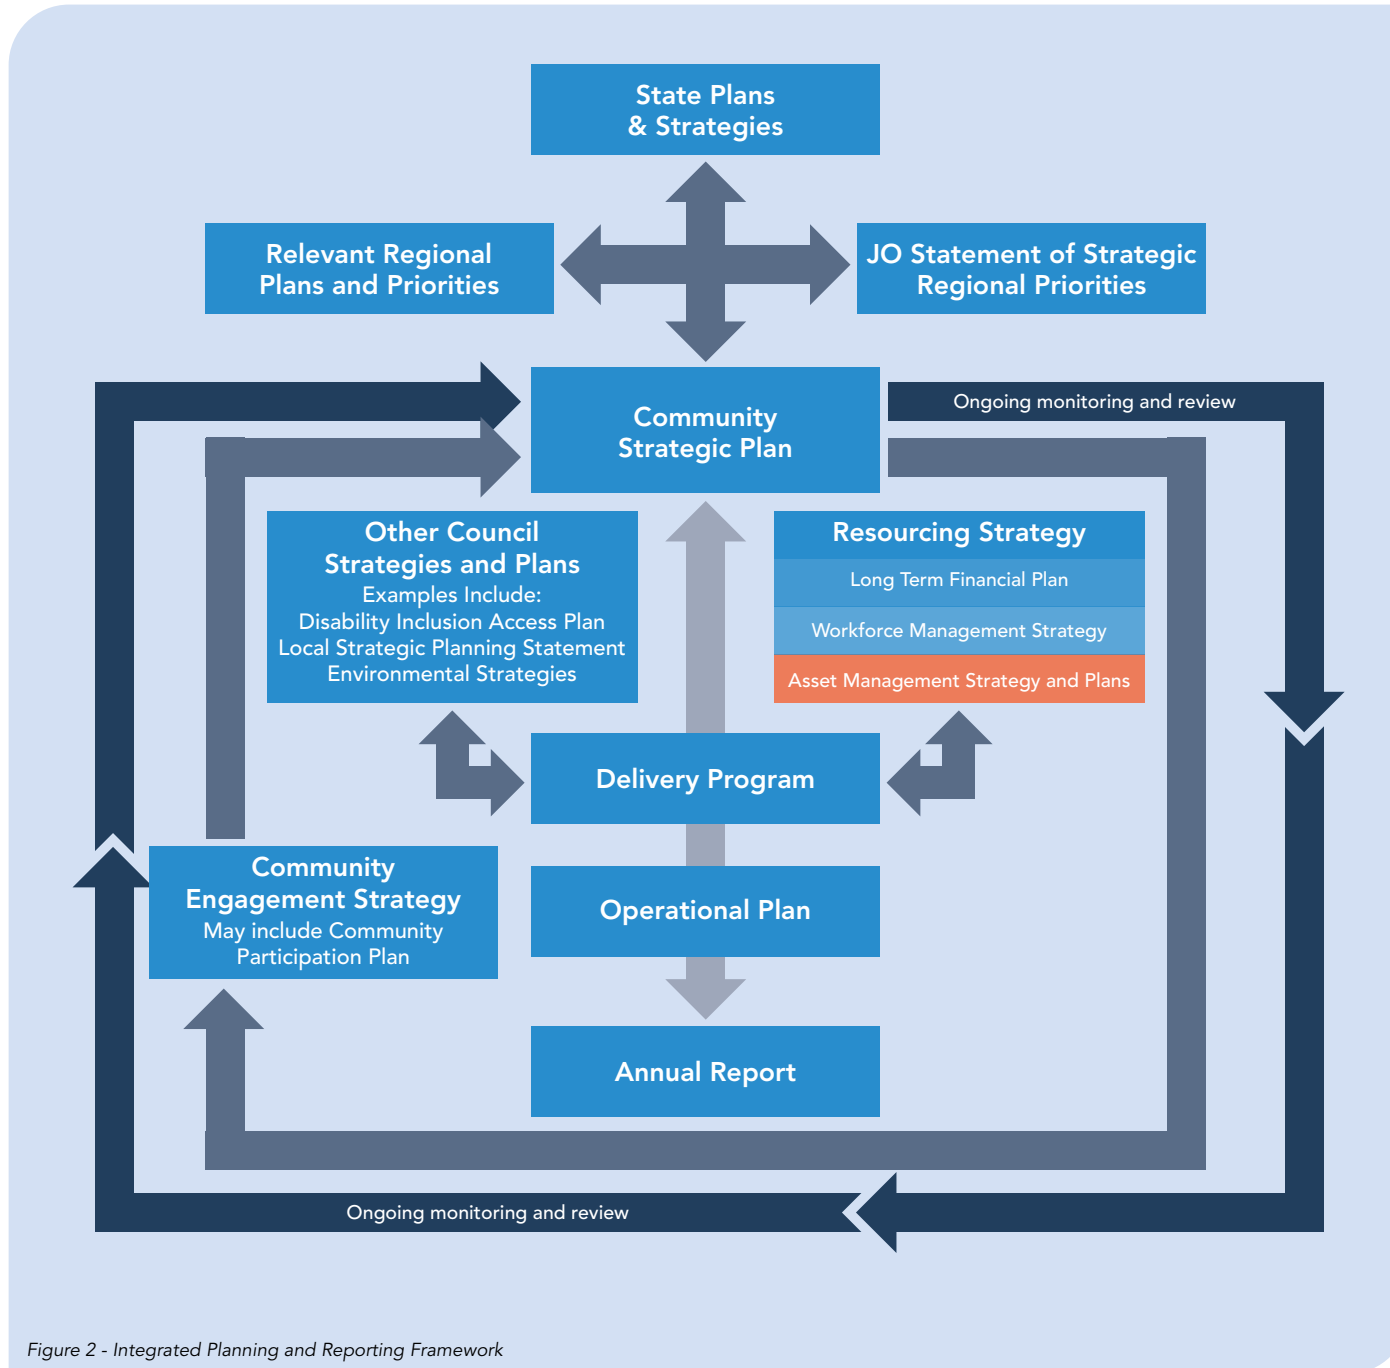 State Plans
& Strategies
Relevant Regional
Plans and Priorities
JO Statement of Strategic
Regional Priorities
Community
Strategic Plan
Ongoing monitoring and review
Other Council
Strategies and Plans
Examples Include:
Disability Inclusion Access Plan
Local Strategic Planning Statement
Environmental Strategies
Resourcing Strategy
Long Term Financial Plan
Workforce Management Strategy
Asset Management Strategy and Plans
Delivery Program
Community
Engagement Strategy
May include Community
Participation Plan
Operational Plan
Annual Report
Ongoing monitoring and review
Figure 2 - Integrated Planning and Reporting Framework